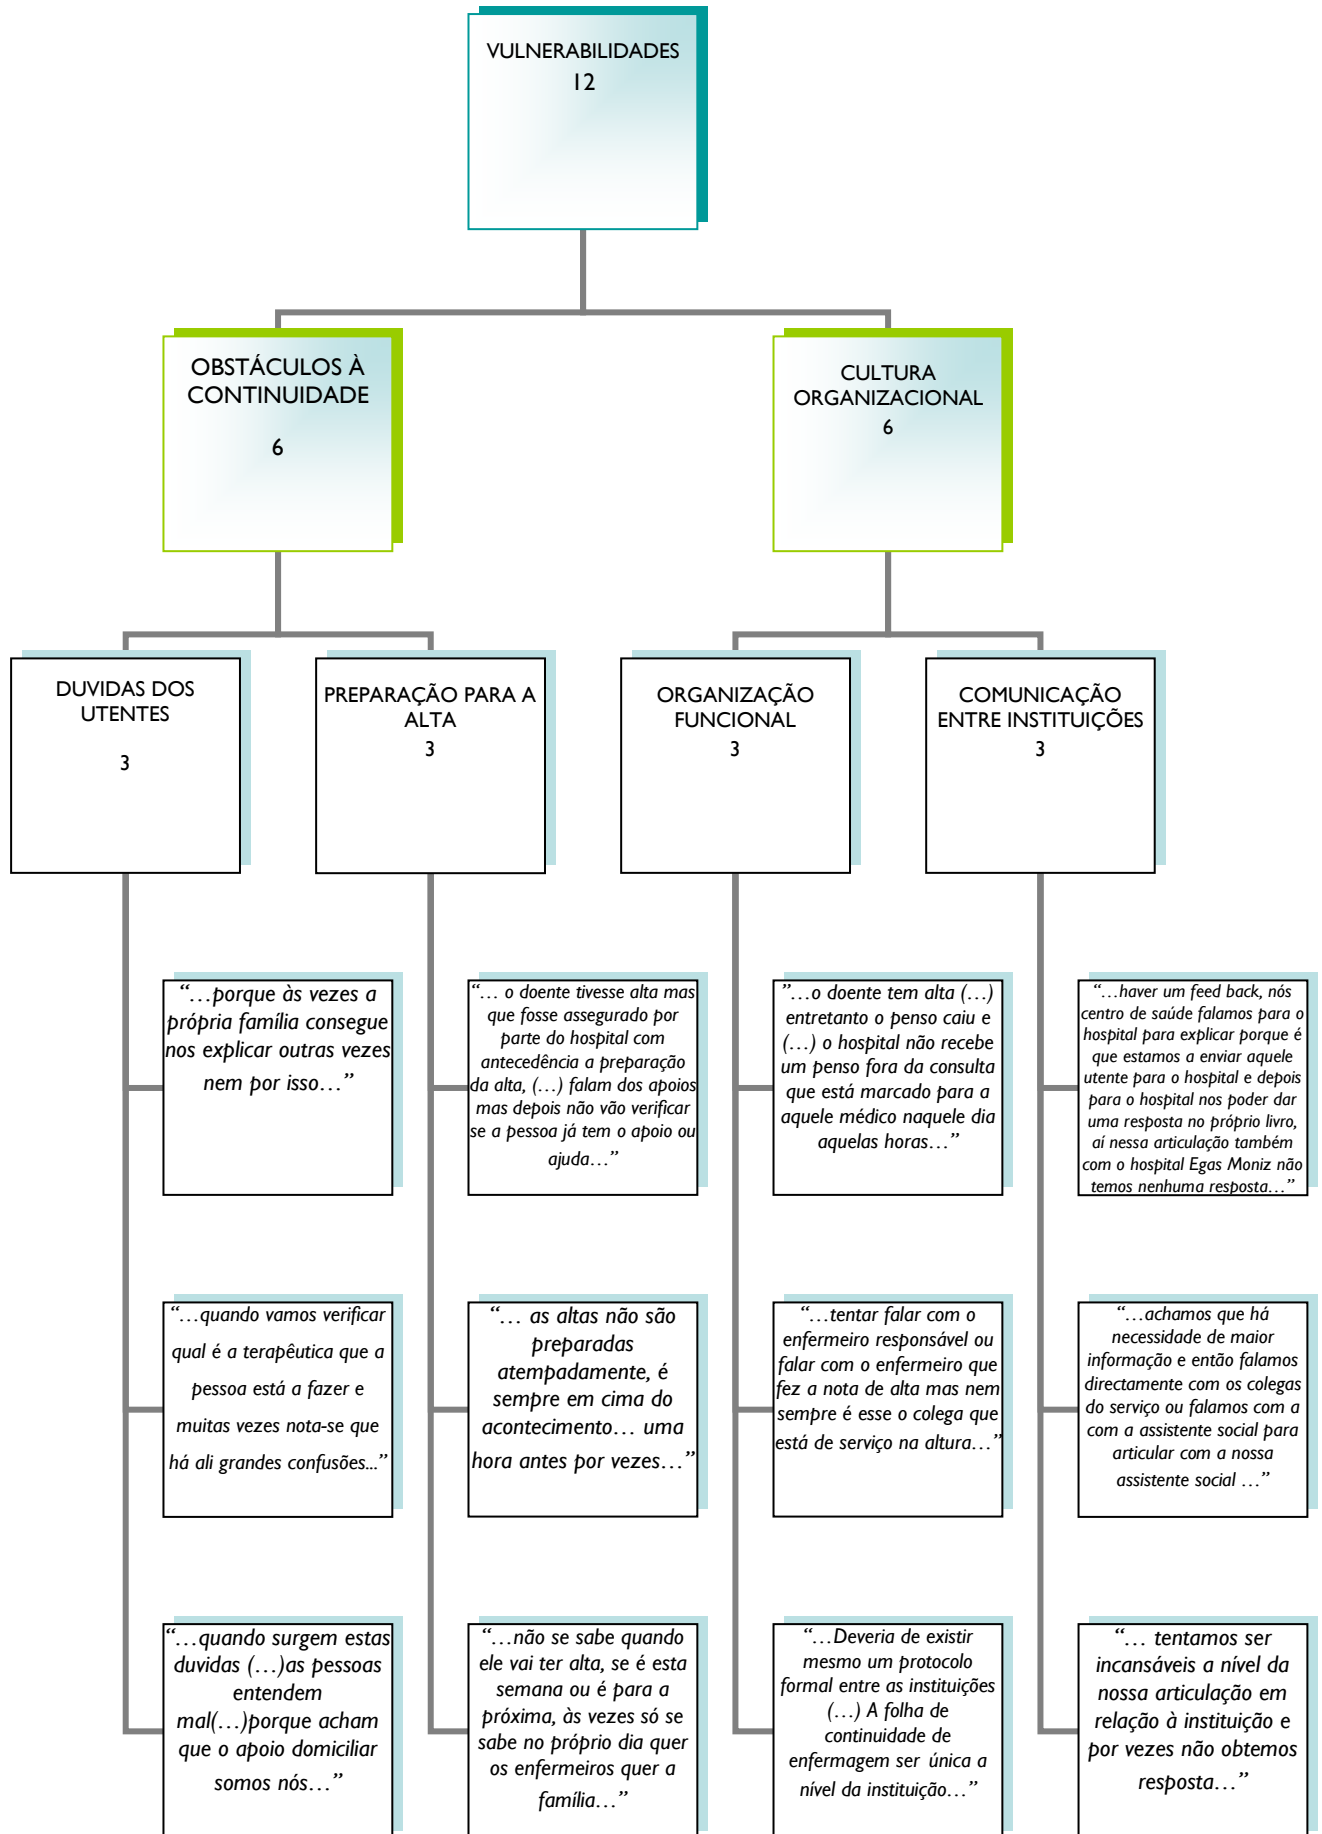 VULNERABILIDADES
12
OBSTÁCULOS À
CONTINUIDADE
6
CULTURA
ORGANIZACIONAL
6
DUVIDAS DOS
UTENTES
3
PREPARAÇÃO PARA A
ALTA
3
ORGANIZAÇÃO
FUNCIONAL
3
COMUNICAÇÃO
ENTRE INSTITUIÇÕES
3
“…porque às vezes a
própria família consegue
nos explicar outras vezes
nem por isso…”
“… o doente tivesse alta mas
que fosse assegurado por
parte do hospital com
antecedência a preparação
da alta, (…) falam dos apoios
mas depois não vão verificar
se a pessoa já tem o apoio ou
ajuda…”
”…o doente tem alta (…)
entretanto o penso caiu e
(…) o hospital não recebe
um penso fora da consulta
que está marcado para a
aquele médico naquele dia
aquelas horas…”
“…haver um feed back, nós
centro de saúde falamos para o
hospital para explicar porque é
que estamos a enviar aquele
utente para o hospital e depois
para o hospital nos poder dar
uma resposta no próprio livro,
aí nessa articulação também
com o hospital Egas Moniz não
temos nenhuma resposta…”
“…quando vamos verificar
qual é a terapêutica que a
pessoa está a fazer e
muitas vezes nota-se que
há ali grandes confusões...”
“… as altas não são
preparadas
atempadamente, é
sempre em cima do
acontecimento… uma
hora antes por vezes…”
“…tentar falar com o
enfermeiro responsável ou
falar com o enfermeiro que
fez a nota de alta mas nem
sempre é esse o colega que
está de serviço na altura…”
“…achamos que há
necessidade de maior
informação e então falamos
directamente com os colegas
do serviço ou falamos com a
com a assistente social para
articular com a nossa
assistente social …”
“…quando surgem estas
duvidas (…)as pessoas
entendem
mal(…)porque acham
que o apoio domiciliar
somos nós…”
“…não se sabe quando
ele vai ter alta, se é esta
semana ou é para a
próxima, às vezes só se
sabe no próprio dia quer
os enfermeiros quer a
família…”
“…Deveria de existir
mesmo um protocolo
formal entre as instituições
(…) A folha de
continuidade de
enfermagem ser única a
nível da instituição…”
“… tentamos ser
incansáveis a nível da
nossa articulação em
relação à instituição e
por vezes não obtemos
resposta…”